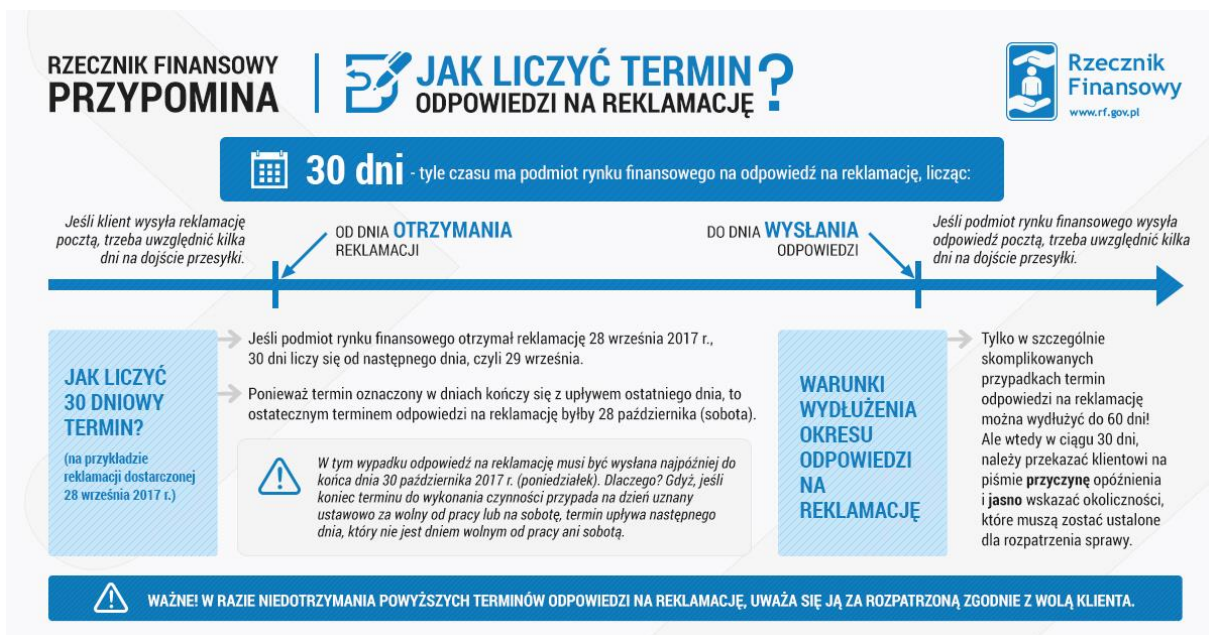 RZECZNIK FINANSOWY
PRZYPOMINA
JAK LICZYĆ TERMIN
ODPOWIEDZI NA REKLAMACJĘ?
Rzecznik
Finansowy
www.rf.gov.pl
30 dni - tyle czasu ma podmiot rynku finansowego na odpowiedź na reklamację, licząc:
Jeśli klient wysyła reklamację
pocztą, trzeba uwzględnić kilka
dni na dojście przesyłki.
OD DNIA OTRZYMANIA
REKLAMACJI
DO DNIA WYSŁANIA
ODPOWIEDZI
Jeśli podmiot rynku finansowego wysyła
odpowiedź pocztą, trzeba uwzględnić kilka
dni na dojście przesyłki.
JAK LICZYĆ
30 DNIOWY
TERMIN?
(na przykładzie
reklamacji dostarczonej
28 września 2017 r.)
Jeśli podmiot rynku finansowego otrzymał reklamację 28 września 2017 r.,
30 dni liczy się od następnego dnia, czyli 29 września.
Ponieważ termin oznaczony w dniach kończy się z upływem ostatniego dnia, to
ostatecznym terminem odpowiedzi na reklamację byłby 28 października (sobota).
W tym wypadku odpowiedź na reklamację musi być wysłana najpóźniej do
końca dnia 30 października 2017 r. (poniedziałek). Dlaczego? Gdyż, jeśli
koniec terminu do wykonania czynności przypada na dzień uznany
ustawowo za wolny od pracy lub na sobotę, termin upływa następnego
dnia, który nie jest dniem wolnym od pracy ani sobotą.
WARUNKI
WYDŁUŻENIA
OKRESU
ODPOWIEDZI
NA
REKLAMACJĘ
Tylko w szczególnie
skomplikowanych
przypadkach termin
odpowiedzi na reklamację
można wydłużyć do 60 dni!
Ale wtedy w ciągu 30 dni,
należy przekazać klientowi na
piśmie przyczynę opóźnienia
i jasno wskazać okoliczności,
które muszą zostać ustalone
dla rozpatrzenia sprawy.
WAŻNE! W RAZIE NIEDOTRZYMANIA POWYŻSZYCH TERMINÓW ODPOWIEDZI NA REKLAMACJĘ, UWAŻA SIĘ JĄ ZA ROZPATRZONĄ ZGODNIE Z WOLĄ KLIENTA.